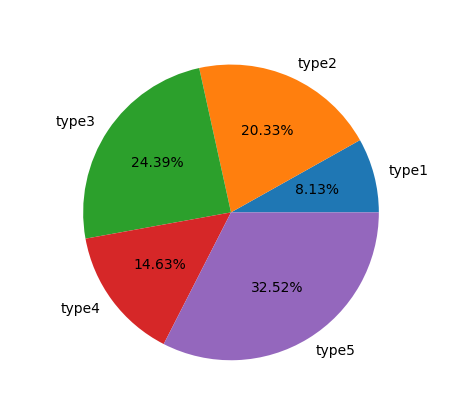 type2
type3
20.33%
24.39%
type1
8.13%
14.63%
32.52%
type4
type5